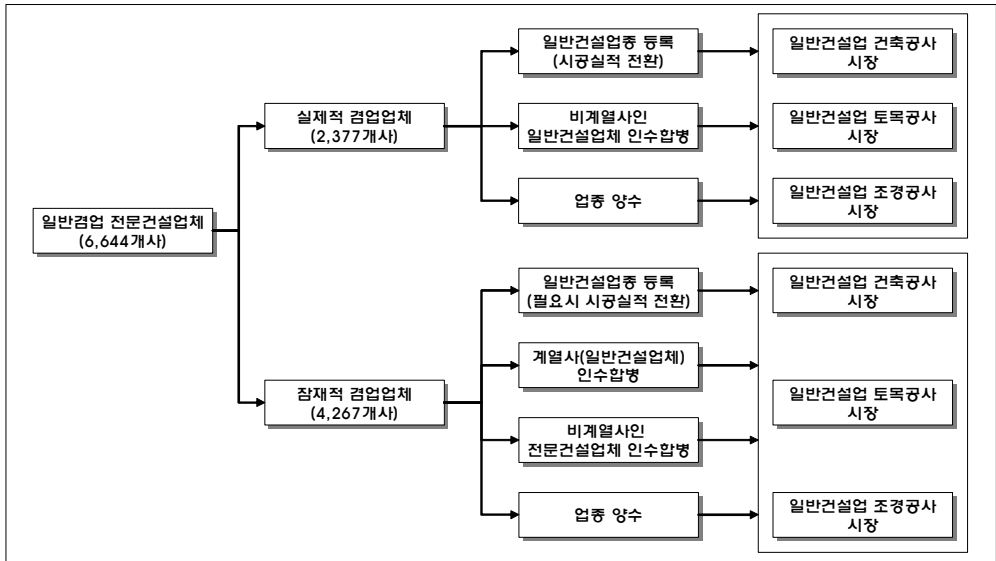 일반겸업 전문건설업체
(6,644개사)
실제적 겸업업체
(2,377개사)
일반건설업종 등록
(시공실적 전환)
비계열사인
일반건설업체 인수합병
업종 양수
일반건설업 건축공사
시장
일반건설업 토목공사
시장
일반건설업 조경공사
시장
잠재적 겸업업체
(4,267개사)
일반건설업종 등록
(필요시 시공실적 전환)
계열사(일반건설업체)
인수합병
비계열사인
전문건설업체 인수합병
업종 양수
일반건설업 건축공사
시장
일반건설업 토목공사
시장
일반건설업 조경공사
시장